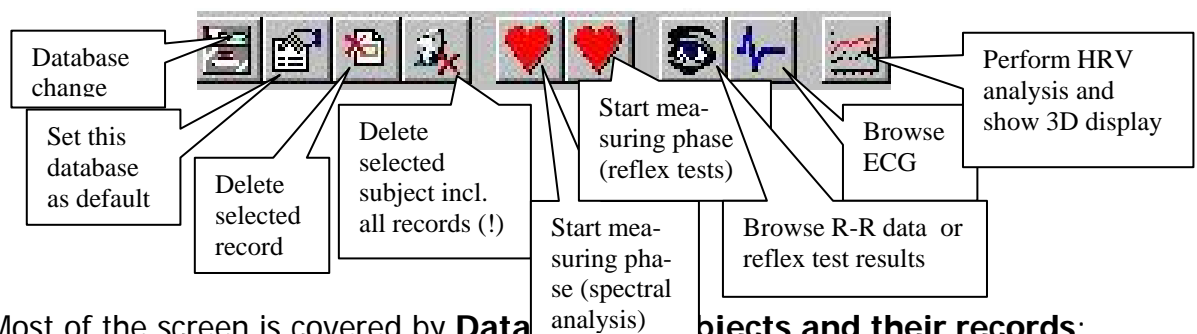 Database
change
Set this
database
as default
Delete
selected
record
Delete
selected
subject incl.
all records (!)
Start mea-
suring pha-
se (spectral
analysis)
Start mea-
suring phase
(reflex tests)
Browse R-R data or
reflex test results
Browse
ECG
Perform HRV
analysis and
show 3D display
Most of the screen is covered by Data bjects and their records: